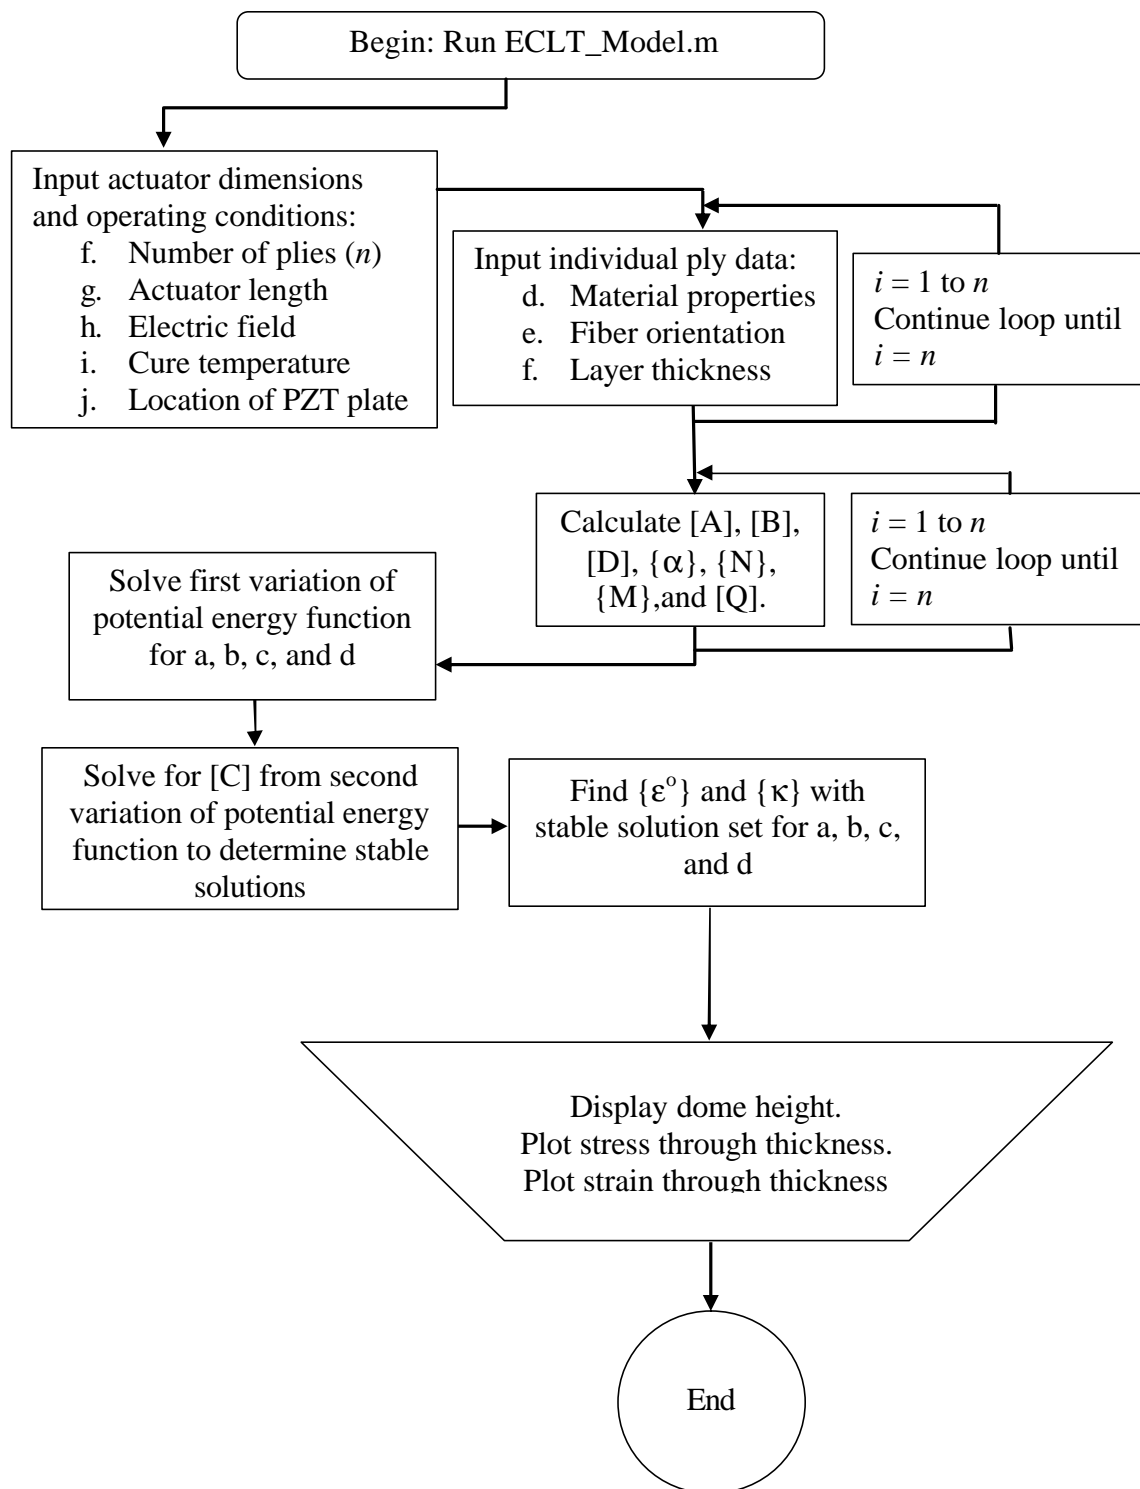 Begin: Run ECLT_Model.m
Input actuator dimensions
and operating conditions:
f. Number of plies (n)
g. Actuator length
h. Electric field
i. Cure temperature
j. Location of PZT plate
Input individual ply data:
d. Material properties
e. Fiber orientation
f. Layer thickness
i = 1 to n
Continue loop until
i = n
Calculate [A], [B],
[D], {α}, {N},
{M},and [Q].
i = 1 to n
Continue loop until
i = n
Solve first variation of
potential energy function
for a, b, c, and d
Solve for [C] from second
variation of potential energy
function to determine stable
solutions
Find {εº} and {κ} with
stable solution set for a, b, c,
and d
Display dome height.
Plot stress through thickness.
Plot strain through thickness
End